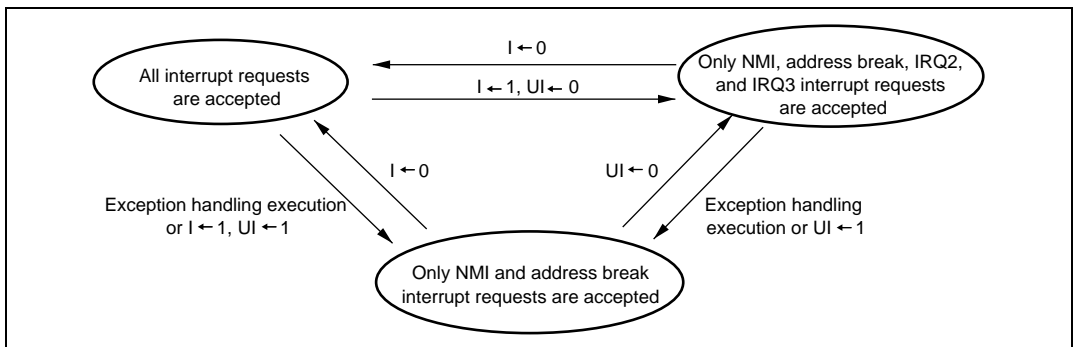 I ← 0
All interrupt requests
are accepted
Only NMI, address break, IRQ2,
and IRQ3 interrupt requests
are accepted
I ← 1, UI ← 0
I ← 0
UI ← 0
Exception handling execution
or I ← 1, UI ← 1
Exception handling
execution or UI ← 1
Only NMI and address break
interrupt requests are accepted